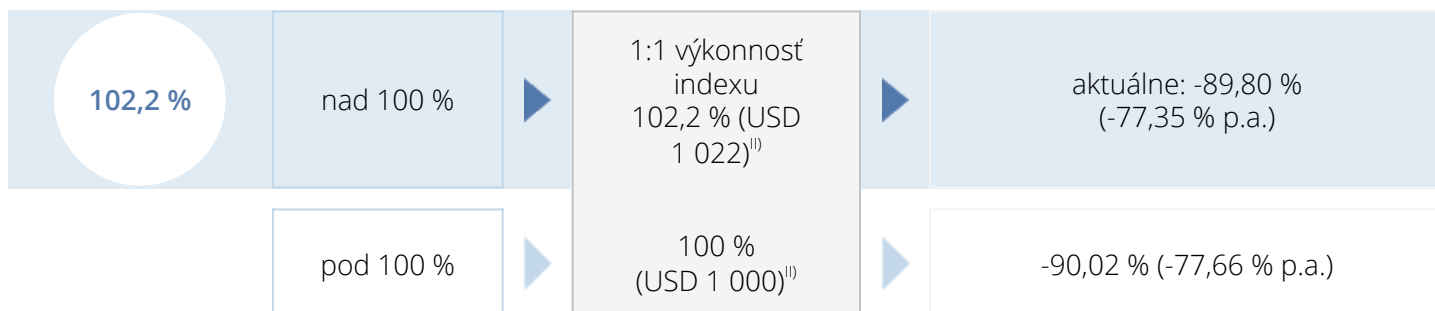 102,2 %
nad 100 %
1:1 výkonnosť
indexu
102,2 % (USD
1 022)II)
aktuálne: -89,80 %
(-77,35 % p.a.)
pod 100 %
100 %
(USD 1 000)II)
-90,02 % (-77,66 % p.a.)